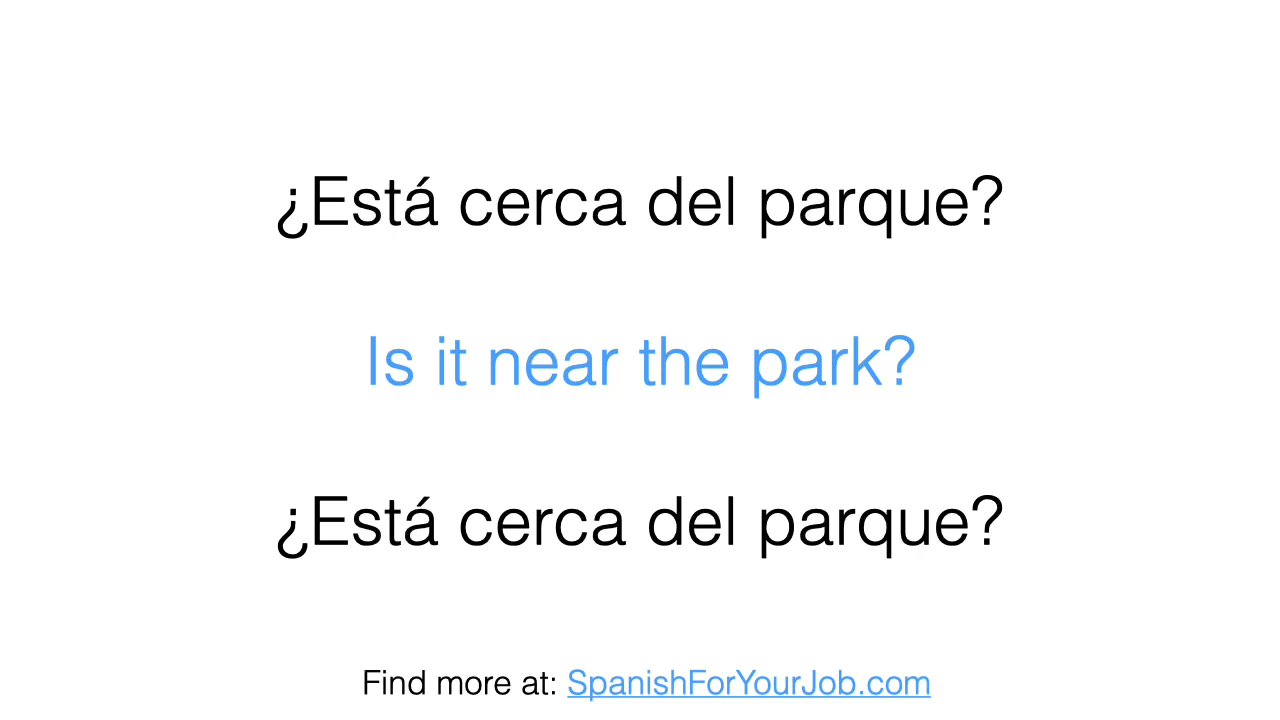 ¿Está cerca del parque?
Is it near the park?
¿Está cerca del parque?
Find more at: SpanishForYourJob.com